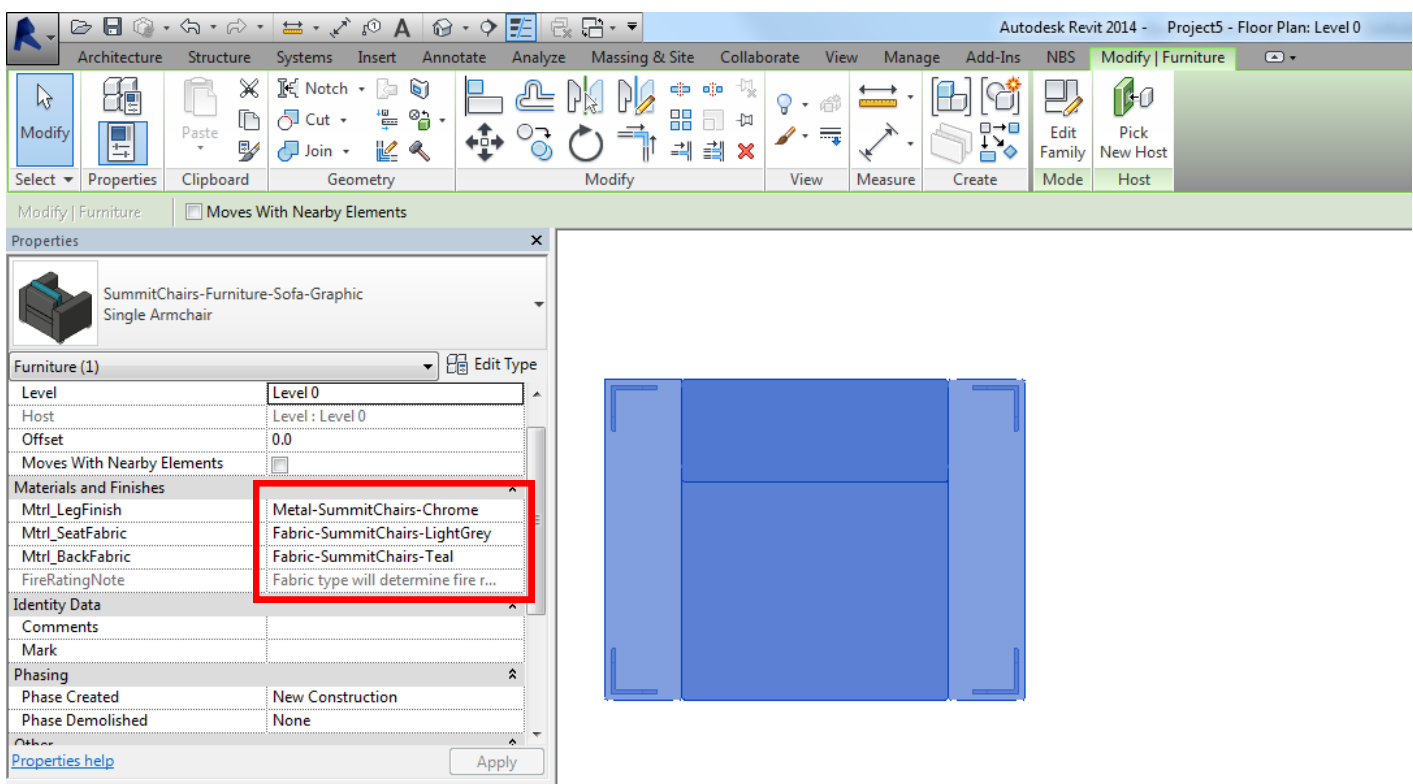 Autodesk Revit 2014 - Project5 - Floor Plan: Level 0
Architecture Structure Systems Insert Annotate Analyze Massing & Site Collaborate View Manage Add-Ins NBS Modify | Furniture
Modify
Paste
Notch
Cut
Join
Edit Family
Pick New Host
Select Properties Clipboard Geometry Modify View Measure Create Mode Host
Modify | Furniture Moves With Nearby Elements
Properties
SummitChairs-Furniture-Sofa-Graphic
Single Armchair
Furniture (1) Edit Type
Level Level 0
Host Level : Level 0
Offset 0.0
Moves With Nearby Elements
Materials and Finishes
Mtrl_LegFinish Metal-SummitChairs-Chrome
Mtrl_SeatFabric Fabric-SummitChairs-LightGrey
Mtrl_BackFabric Fabric-SummitChairs-Teal
FireRatingNote Fabric type will determine fire r...
Identity Data
Comments
Mark
Phasing
Phase Created New Construction
Phase Demolished None
Other
Properties help Apply